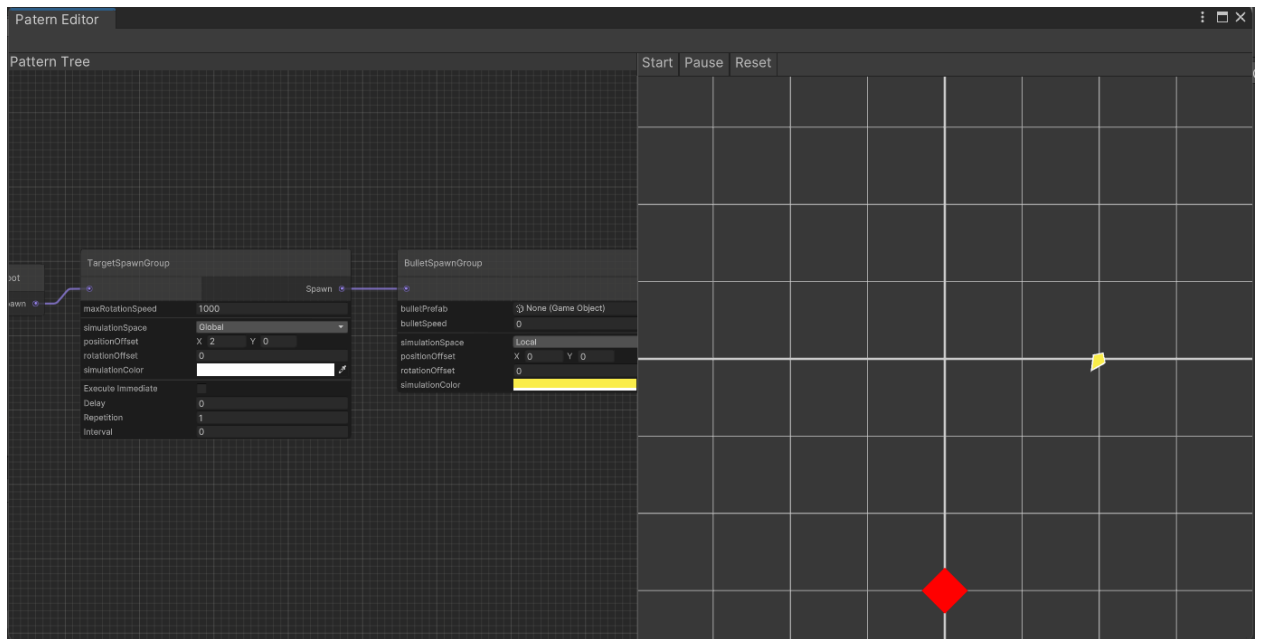 Patern Editor
Pattern Tree
Start Pause Reset
TargetSpawnGroup
Spawn
maxRotationSpeed 1000
simulationSpace Global
positionOffset X 2 Y 0
rotationOffset 0
simulationColor
Execute Immediate
Delay 0
Repetition 1
Interval 0
BulletSpawnGroup
bulletPrefab None (Game Object)
bulletSpeed 0
simulationSpace Local
positionOffset X 0 Y 0
rotationOffset 0
simulationColor